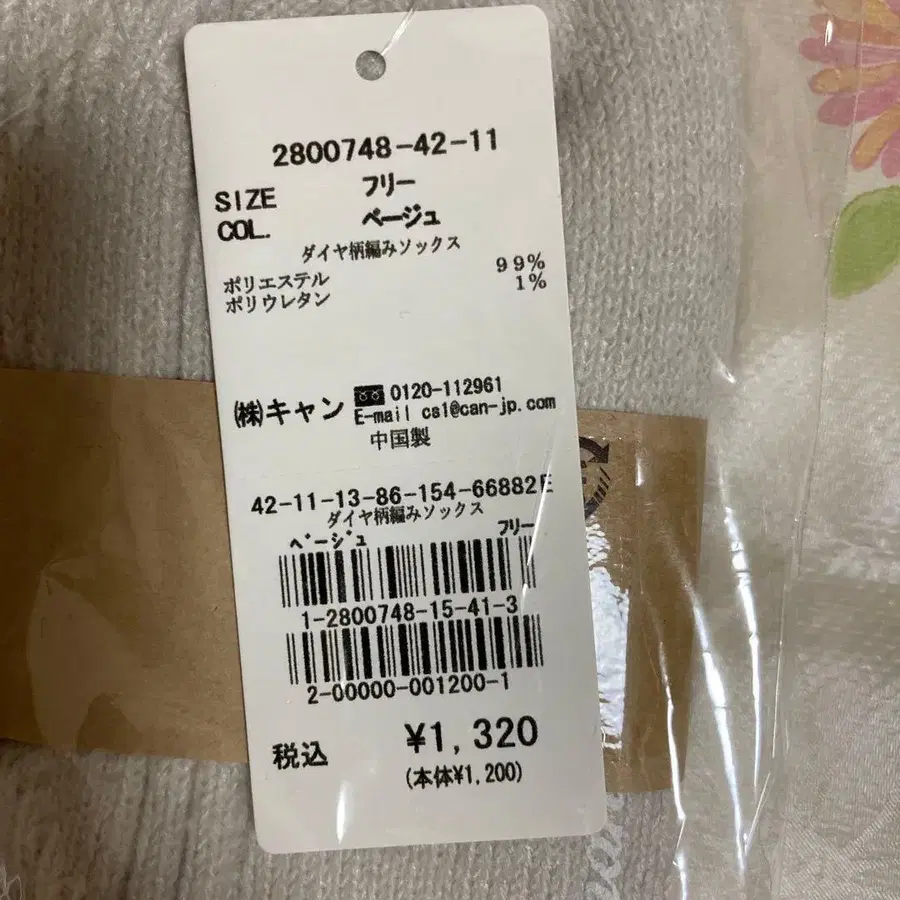 2800748-42-11
SIZE フリー
COL. ベージュ
ダイヤ柄編みソックス
ポリエステル 99%
ポリウレタン 1%
㈱キャン 0120-112961
E-mail cs1@can-jp.com
中国製
42-11-13-86-154-66882E
ダイヤ柄編みソックス
ベージュ フリー
1-2800748-15-41-3
2-00000-001200-1
税込 ¥1,320
(本体¥1,200)